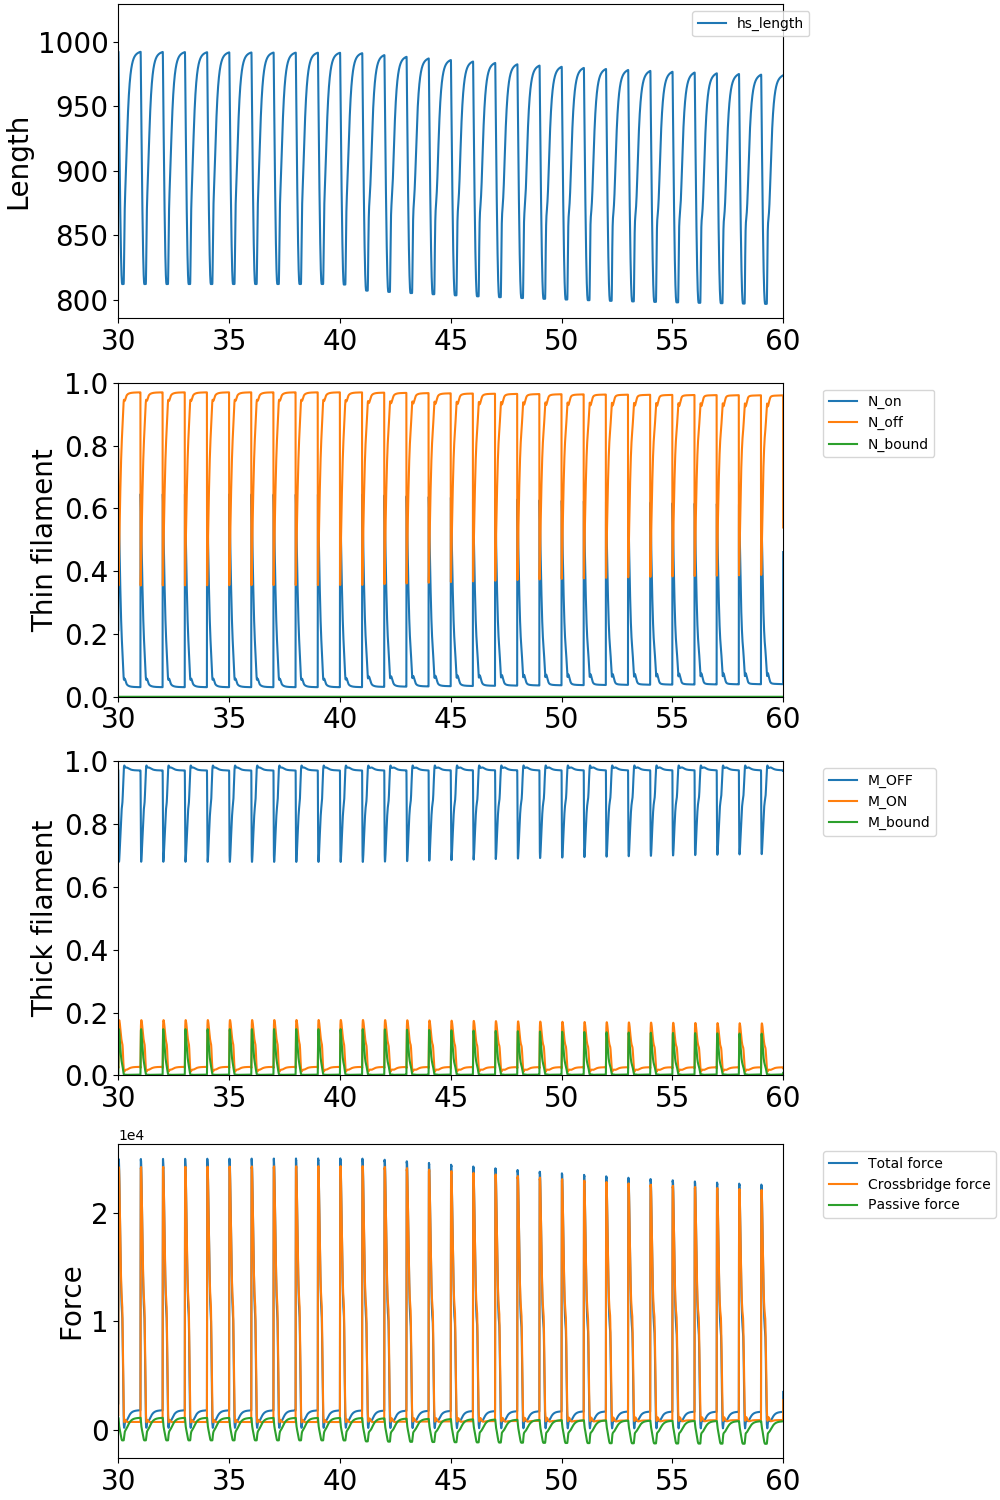 hs_length
1000
950
900
850
800
Length
30 35 40 45 50 55 60
1.0
0.8
0.6
0.4
0.2
0.0
Thin filament
N_on
N_off
N_bound
30 35 40 45 50 55 60
1.0
0.8
0.6
0.4
0.2
0.0
Thick filament
M_OFF
M_ON
M_bound
30 35 40 45 50 55 60
1e4
2
1
0
Force
Total force
Crossbridge force
Passive force
30 35 40 45 50 55 60